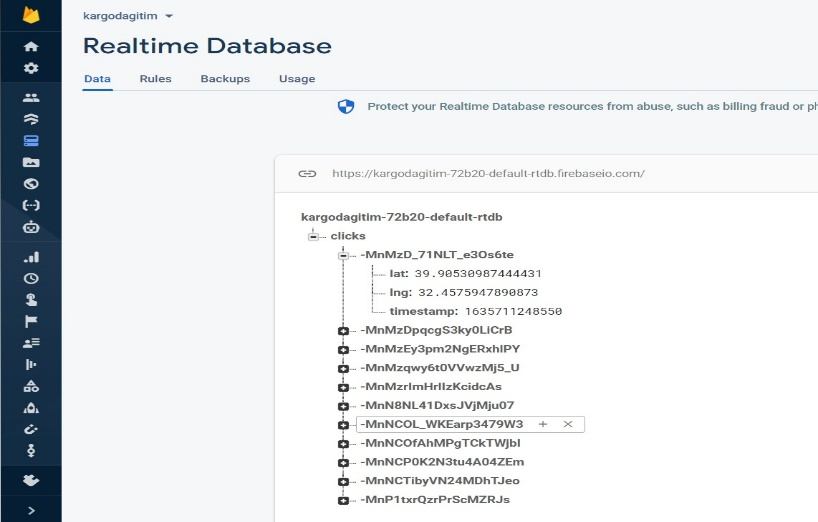 kargodagitim
Realtime Database
Data Rules Backups Usage
Protect your Realtime Database resources from abuse, such as billing fraud or ph
https://kargodagitim-72b20-default-rtdb.firebaseio.com/
kargodagitim-72b20-default-rtdb
clicks
-MnMzD_71NLT_e3Os6te
lat: 39.90530987444431
lng: 32.4575947890873
timestamp: 1635711248550
-MnMzDpqcgS3ky0LiCrB
-MnMzEy3pm2NgERxhlPY
-MnMzqwy6t0VVwzMj5_U
-MnMzrlmHrlIzKcidcAs
-MnN8NL41DxsJVjMju07
-MnNCOL_WKEarp3479W3
-MnNCOfAhMPgTCkTWjbl
-MnNCP0K2N3tu4A04ZEm
-MnNCTibyVN24MDhTJeo
-MnP1txrQzrPrScMZRJs